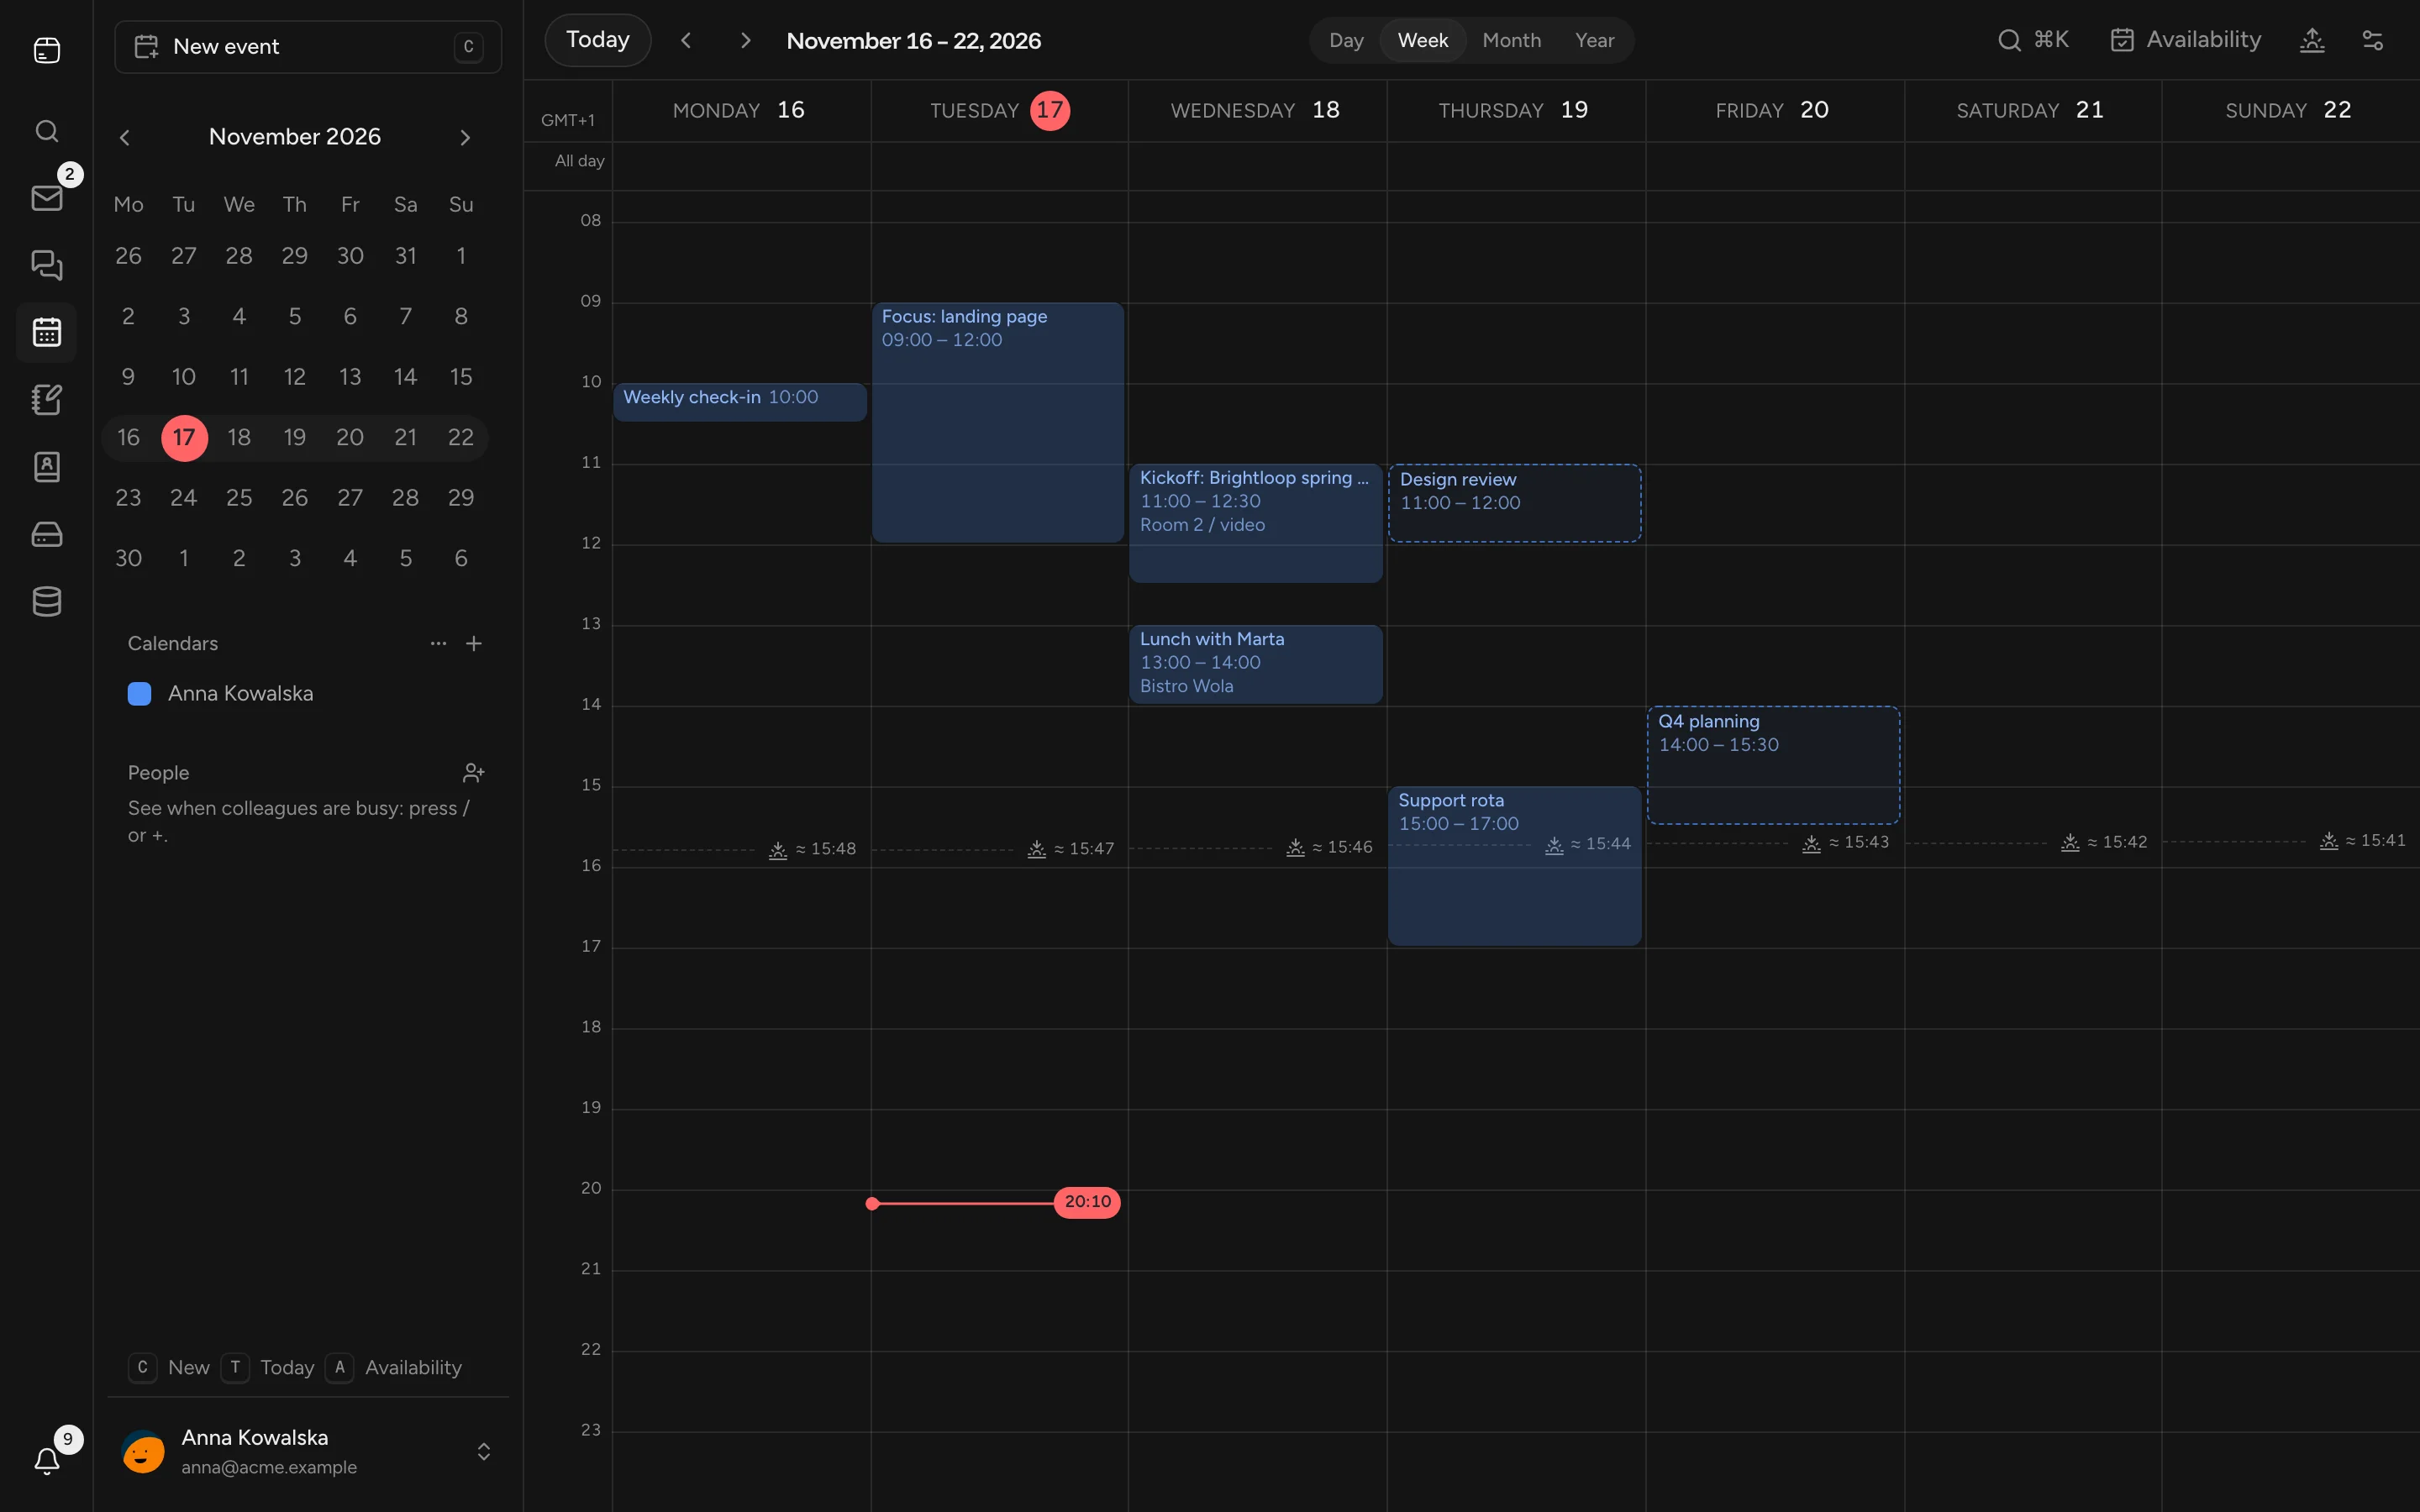 New event C
2
November 2026
Mo Tu We Th Fr Sa Su
26 27 28 29 30 31 1
2 3 4 5 6 7 8
9 10 11 12 13 14 15
16 17 18 19 20 21 22
23 24 25 26 27 28 29
30 1 2 3 4 5 6
Calendars
Anna Kowalska
People
See when colleagues are busy: press /
or +.
C New T Today A Availability
9
Anna Kowalska
anna@acme.example
Today November 16 – 22, 2026 Day Week Month Year ⌘K Availability
GMT+1 MONDAY 16 TUESDAY 17 WEDNESDAY 18 THURSDAY 19 FRIDAY 20 SATURDAY 21 SUNDAY 22
All day
08
09
10
11
12
13
14
15
16
17
18
19
20
21
22
23
Weekly check-in 10:00
≈ 15:48
Focus: landing page
09:00 – 12:00
≈ 15:47
20:10
Kickoff: Brightloop spring ...
11:00 – 12:30
Room 2 / video
Lunch with Marta
13:00 – 14:00
Bistro Wola
≈ 15:46
Design review
11:00 – 12:00
Support rota
15:00 – 17:00
≈ 15:44
Q4 planning
14:00 – 15:30
≈ 15:43
≈ 15:42
≈ 15:41